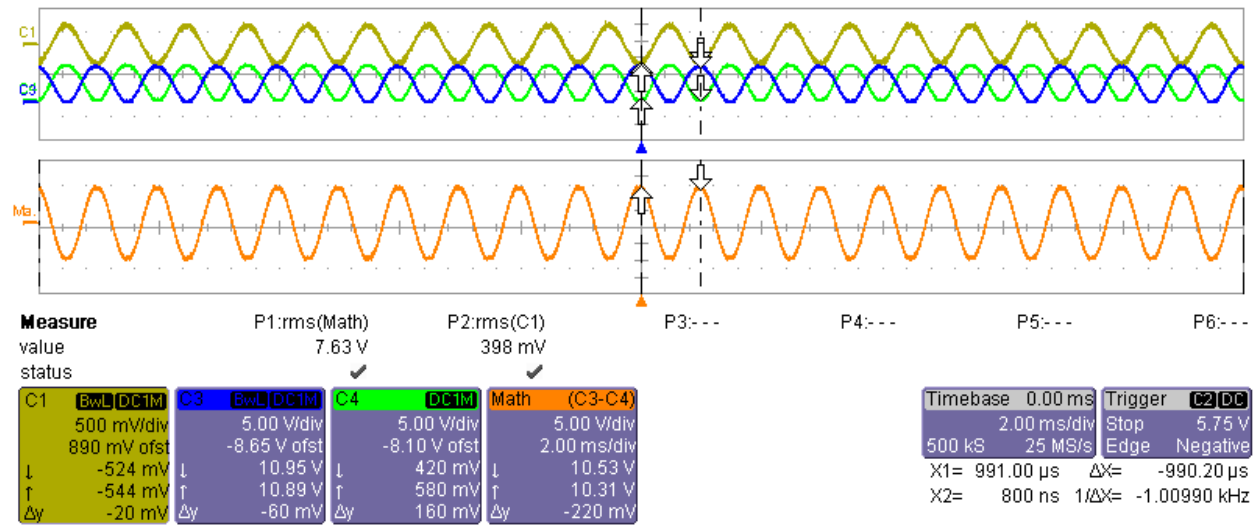 C1
C3
Ma.
Measure P1:rms(Math) P2:rms(C1) P3:- - - P4:- - - P5:- - - P6:- - -
value 7.63 V 398 mV
status ✓ ✓
C1 BwL DC1M C3 BwL DC1M C4 DC1M Math (C3-C4) Timebase 0.00 ms Trigger C2 DC
500 mV/div 5.00 V/div 5.00 V/div 5.00 V/div 2.00 ms/div Stop 5.75 V
890 mV ofst -8.65 V ofst -8.10 V ofst 2.00 ms/div 500 kS 25 MS/s Edge Negative
↓ -524 mV ↓ 10.95 V ↓ 420 mV ↓ 10.53 V X1= 991.00 µs ΔX= -990.20 µs
↑ -544 mV ↑ 10.89 V ↑ 580 mV ↑ 10.31 V X2= 800 ns 1/ΔX= -1.00990 kHz
Δy -20 mV Δy -60 mV Δy 160 mV Δy -220 mV